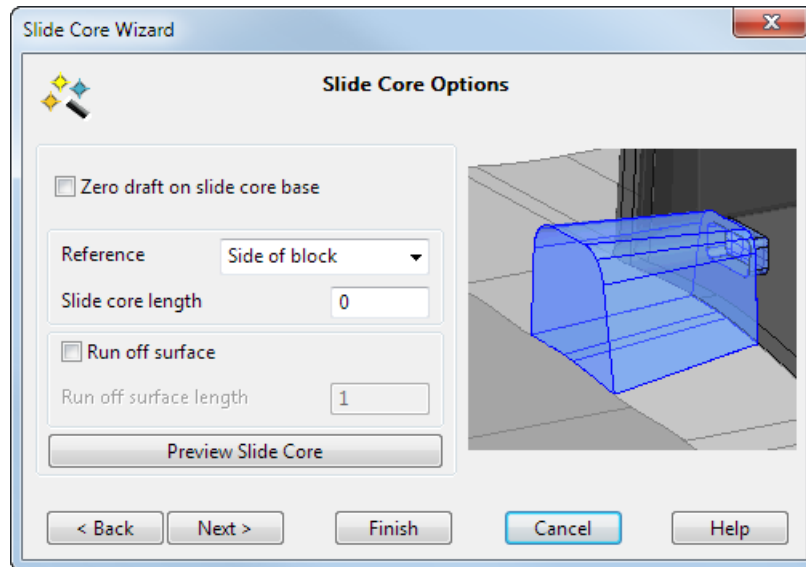 Slide Core Wizard
Slide Core Options
Zero draft on slide core base
Reference Side of block
Slide core length 0
Run off surface
Run off surface length 1
Preview Slide Core
< Back Next > Finish Cancel Help